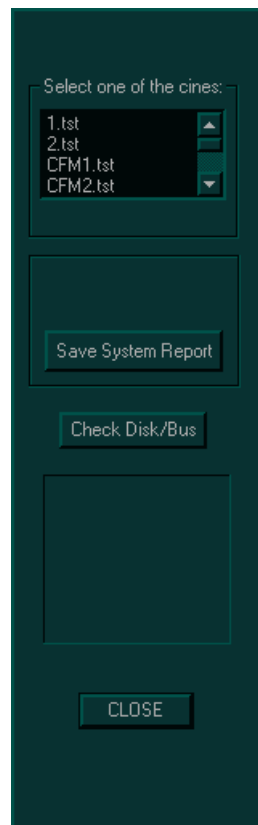 Select one of the cines:
1.tst
2.tst
CFM1.tst
CFM2.tst
Save System Report
Check Disk/Bus
CLOSE